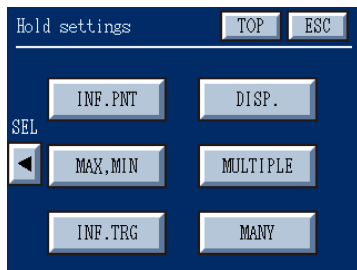 Hold settings TOP ESC
INF.PNT DISP.
SEL
MAX,MIN MULTIPLE
INF.TRG MANY